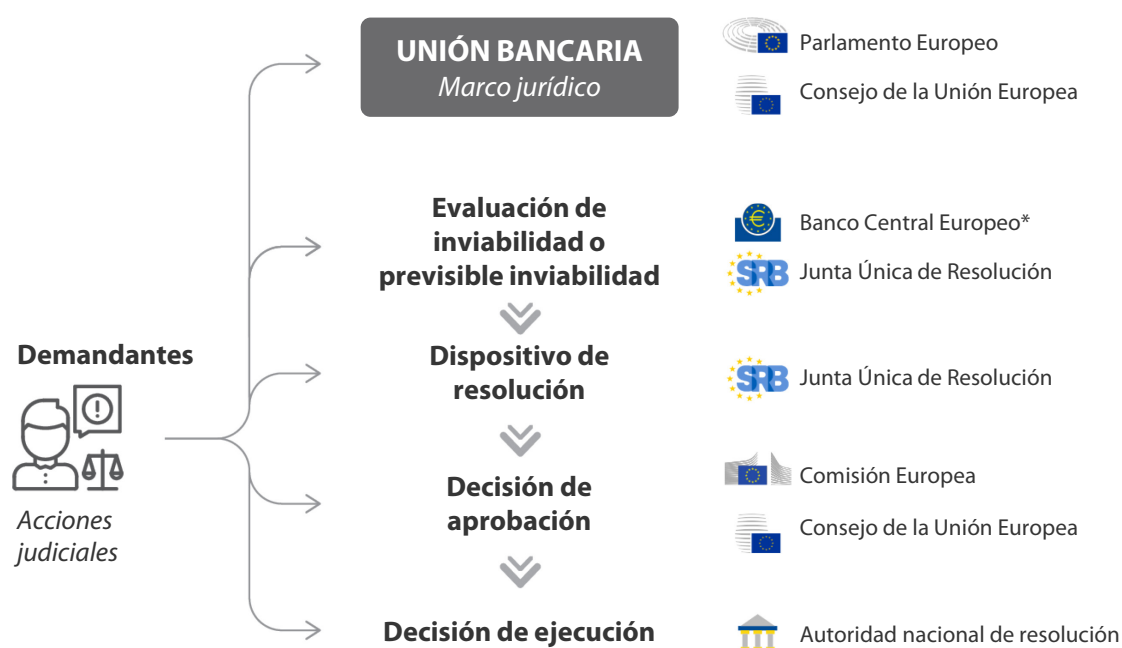 UNIÓN BANCARIA
Marco jurídico
Parlamento Europeo
Consejo de la Unión Europea
Evaluación de
inviabilidad o
previsible inviabilidad
Banco Central Europeo*
SRB Junta Única de Resolución
Demandantes
Acciones
judiciales
Dispositivo de
resolución
SRB Junta Única de Resolución
Decisión de
aprobación
Comisión Europea
Consejo de la Unión Europea
Decisión de ejecución
Autoridad nacional de resolución